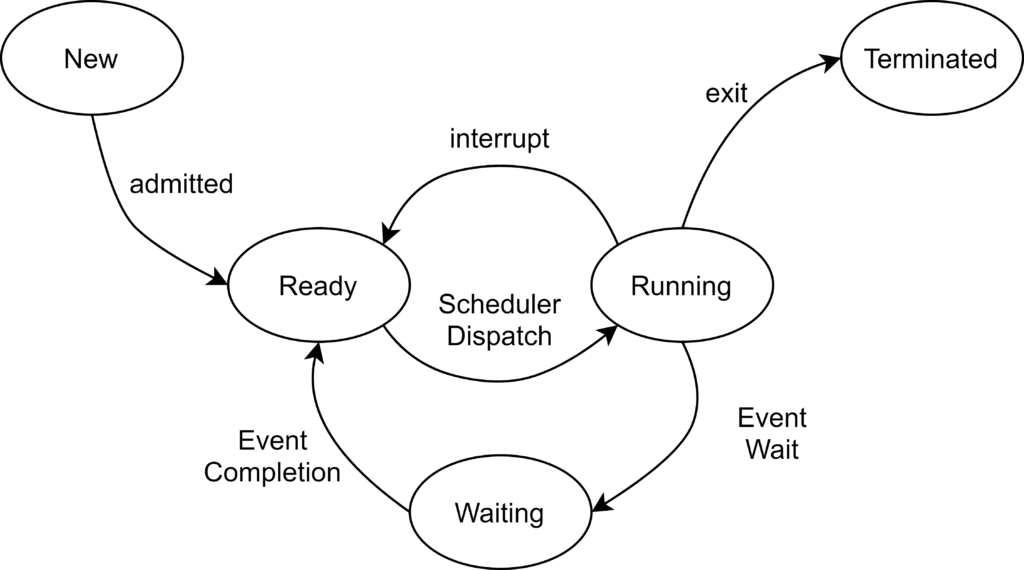 New
Terminated
exit
interrupt
admitted
Ready
Running
Scheduler
Dispatch
Event
Wait
Event
Completion
Waiting